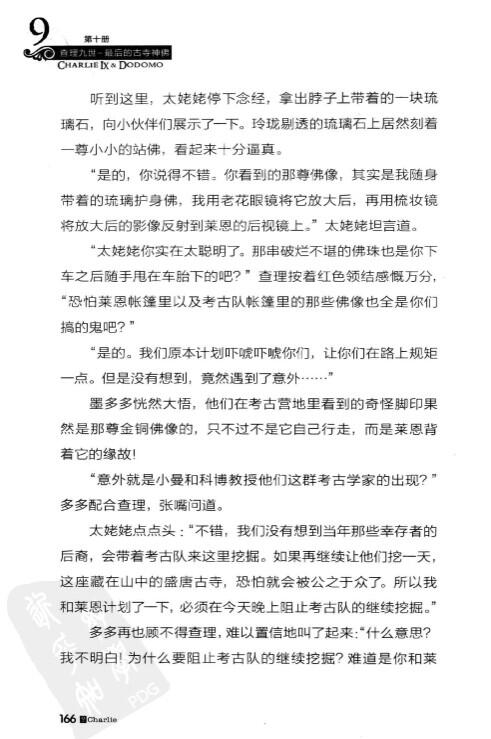 9
第十册
查理九世-最后的古寺神佛
CHARLIE IX & DODOMO
听到这里，太姥姥停下念经，拿出脖子上带着的一块琉
璃石，向小伙伴们展示了一下。玲珑剔透的琉璃石上居然刻着
一尊小小的站佛，看起来十分逼真。
“是的，你说得不错。你看到的那尊佛像，其实是我随身
带着的琉璃护身佛，我用老花眼镜将它放大后，再用梳妆镜
将放大后的影像反射到莱恩的后视镜上。”太姥姥坦言道。
“太姥姥你实在太聪明了。那串破烂不堪的佛珠也是你下
车之后随手甩在车胎下的吧？”查理按着红色领结感慨万分，
“恐怕莱恩帐篷里以及考古队帐篷里的那些佛像也全是你们
搞的鬼吧？”
“是的。我们原本计划吓唬吓唬你们，让你们在路上规矩
一点。但是没有想到，竟然遇到了意外……”
墨多多恍然大悟，他们在考古营地里看到的奇怪脚印果
然是那尊金铜佛像的，只不过不是它自己行走，而是莱恩背
着它的缘故！
“意外就是小曼和科博教授他们这群考古学家的出现？”
多多配合查理，张嘴问道。
太姥姥点点头：“不错，我们没有想到当年那些幸存者的
后裔，会带着考古队来这里挖掘。如果再继续让他们挖一天，
这座藏在山中的盛唐古寺，恐怕就会被公之于众了。所以我
和莱恩计划了一下，必须在今天晚上阻止考古队的继续挖掘。”
多多再也顾不得查理，难以置信地叫了起来：“什么意思？
我不明白！为什么要阻止考古队的继续挖掘？难道是你和莱
PDG
166 Charlie